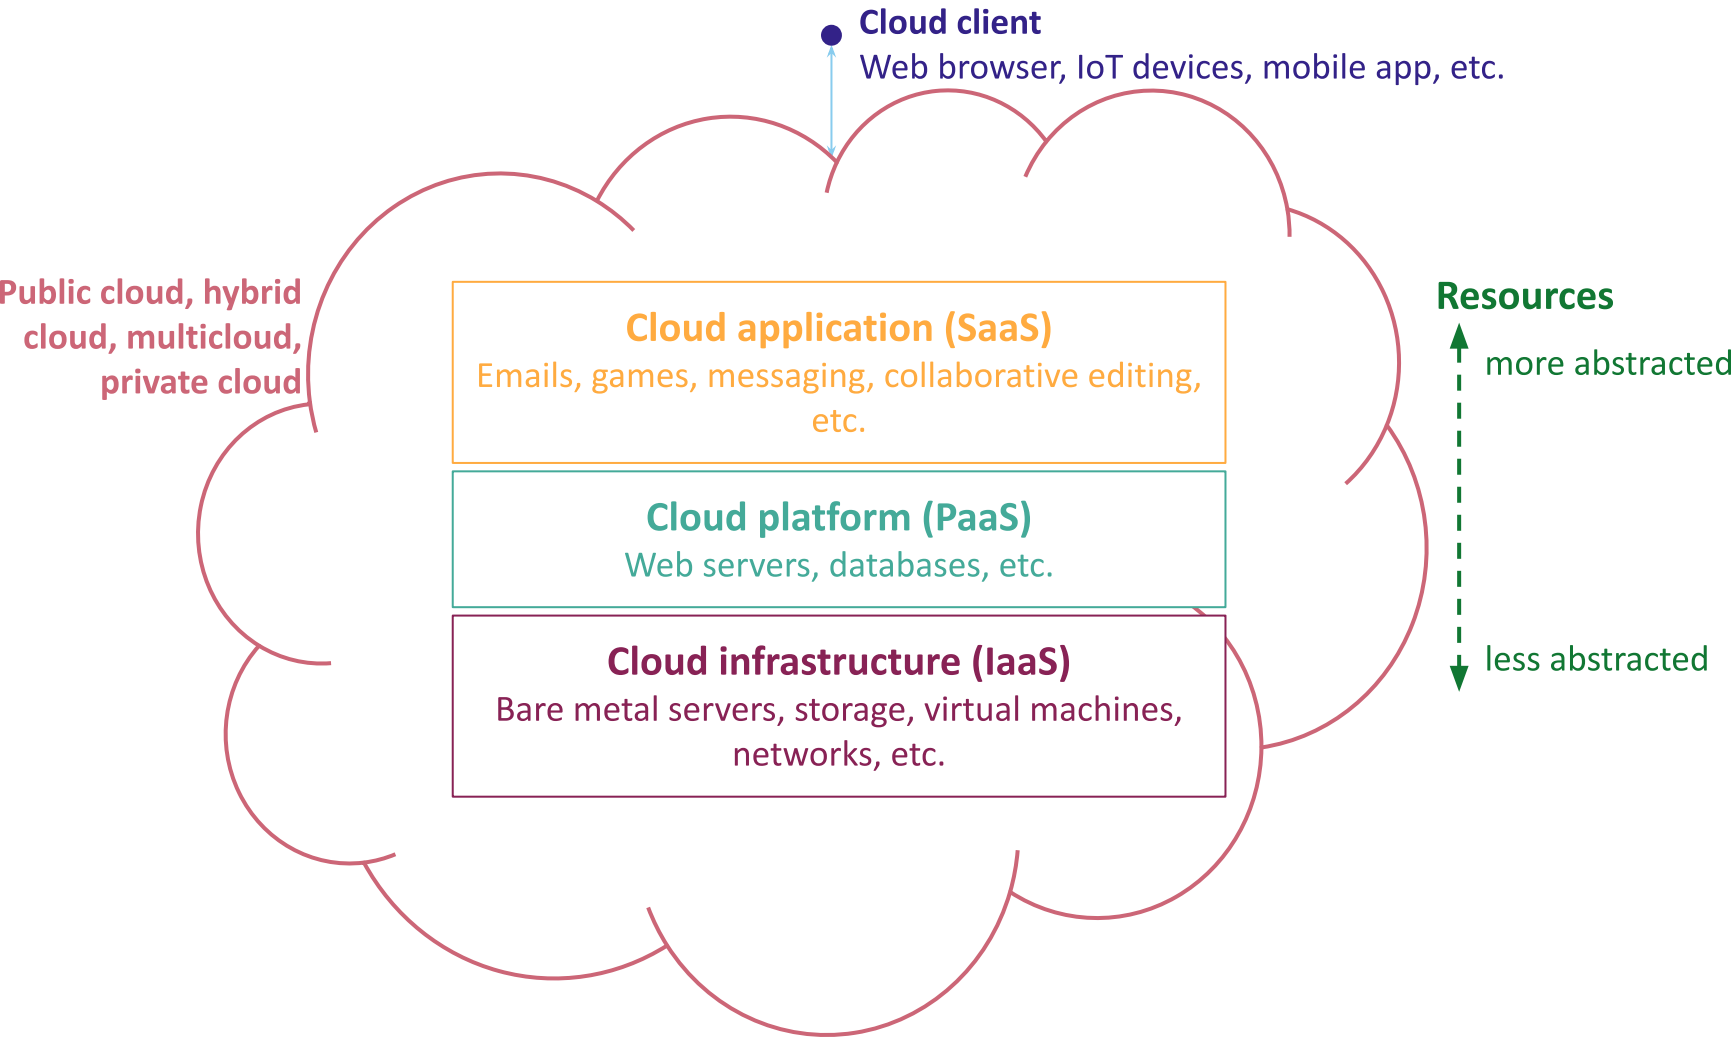 Cloud client
Web browser, IoT devices, mobile app, etc.
Public cloud, hybrid
cloud, multicloud,
private cloud
Cloud application (SaaS)
Emails, games, messaging, collaborative editing,
etc.
Cloud platform (PaaS)
Web servers, databases, etc.
Cloud infrastructure (IaaS)
Bare metal servers, storage, virtual machines,
networks, etc.
Resources
more abstracted
less abstracted